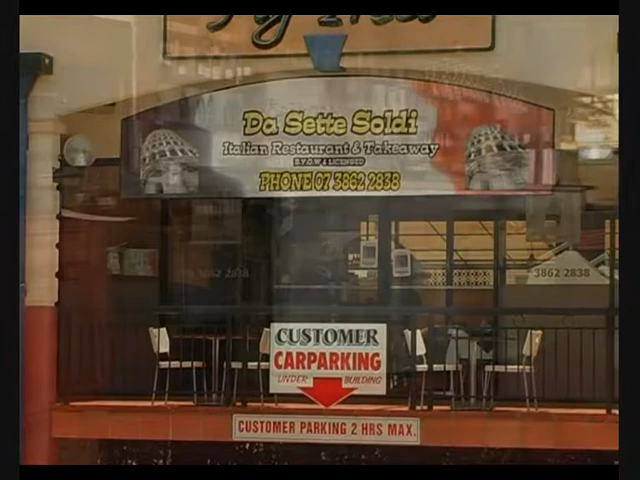 Da Sette Soldi
Italian Restaurant & Takeaway
B.Y.O.W & LICENSED
PHONE 07 3862 2838
3862 2838
3862 2838
CUSTOMER
CARPARKING
UNDER BUILDING
CUSTOMER PARKING 2 HRS MAX.